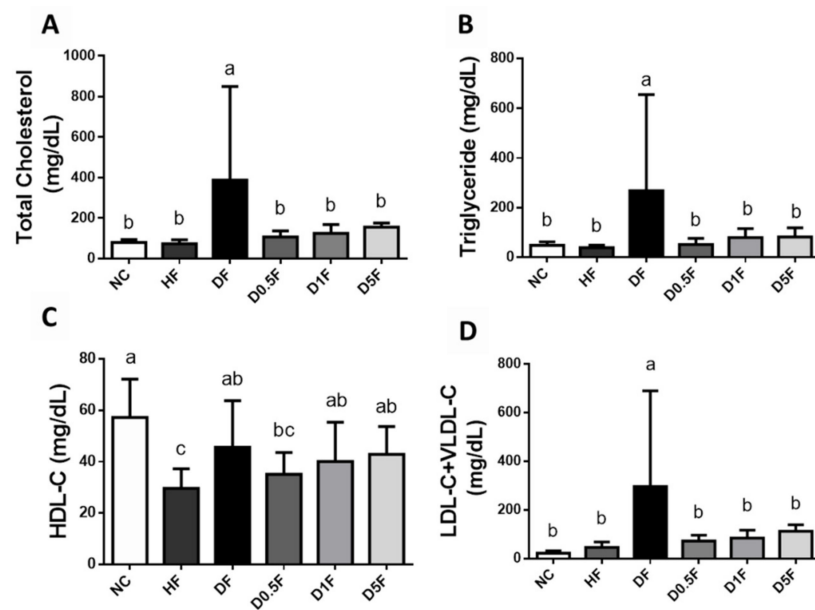 A
Total Cholesterol
(mg/dL)
1000
800
600
400
200
0
b
b
a
b
b
b
NC
HF
DF
D0.5F
D1F
D5F
B
Triglyceride (mg/dL)
800
600
400
200
0
b
b
a
b
b
b
NC
HF
DF
D0.5F
D1F
D5F
C
HDL-C (mg/dL)
80
60
40
20
0
a
c
ab
bc
ab
ab
NC
HF
DF
D0.5F
D1F
D5F
D
LDL-C+VLDL-C
(mg/dL)
800
600
400
200
0
b
b
a
b
b
b
NC
HF
DF
D0.5F
D1F
D5F